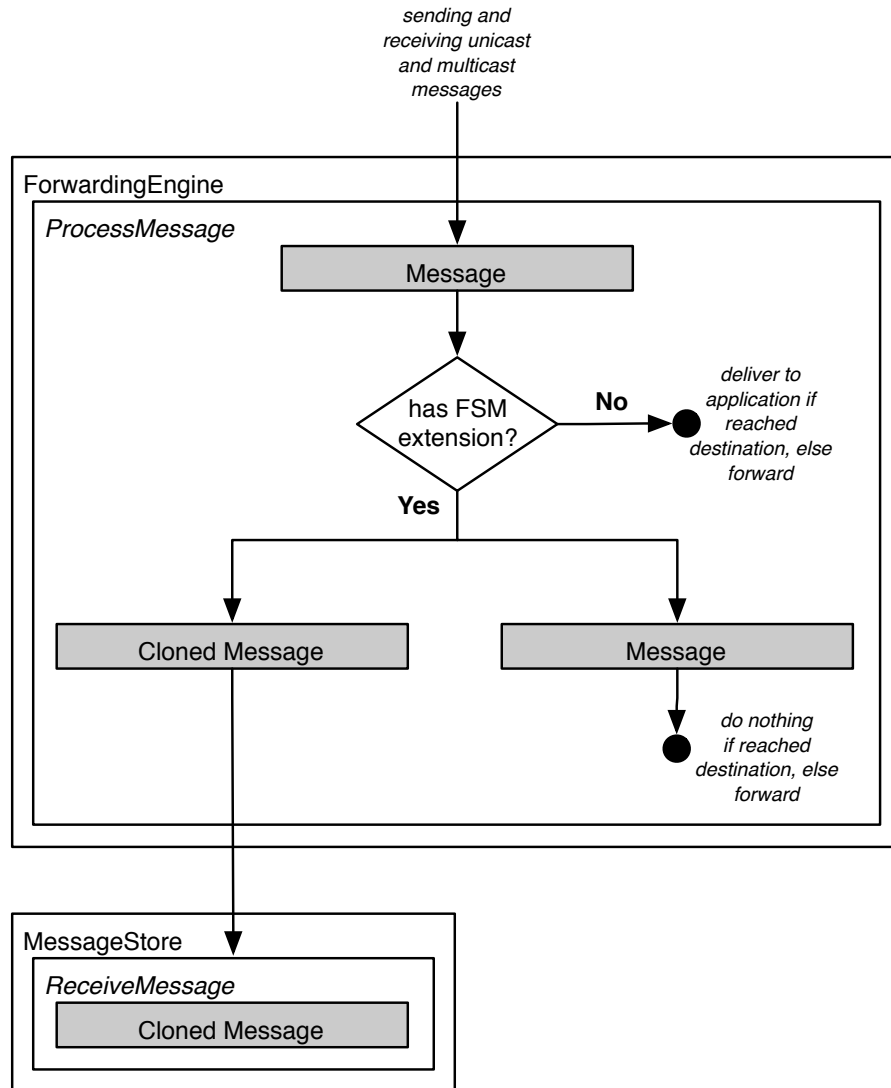 sending and
receiving unicast
and multicast
messages
ForwardingEngine
ProcessMessage
Message
has FSM
extension?
No
deliver to
application if
reached
destination, else
forward
Yes
Cloned Message
Message
do nothing
if reached
destination, else
forward
MessageStore
ReceiveMessage
Cloned Message